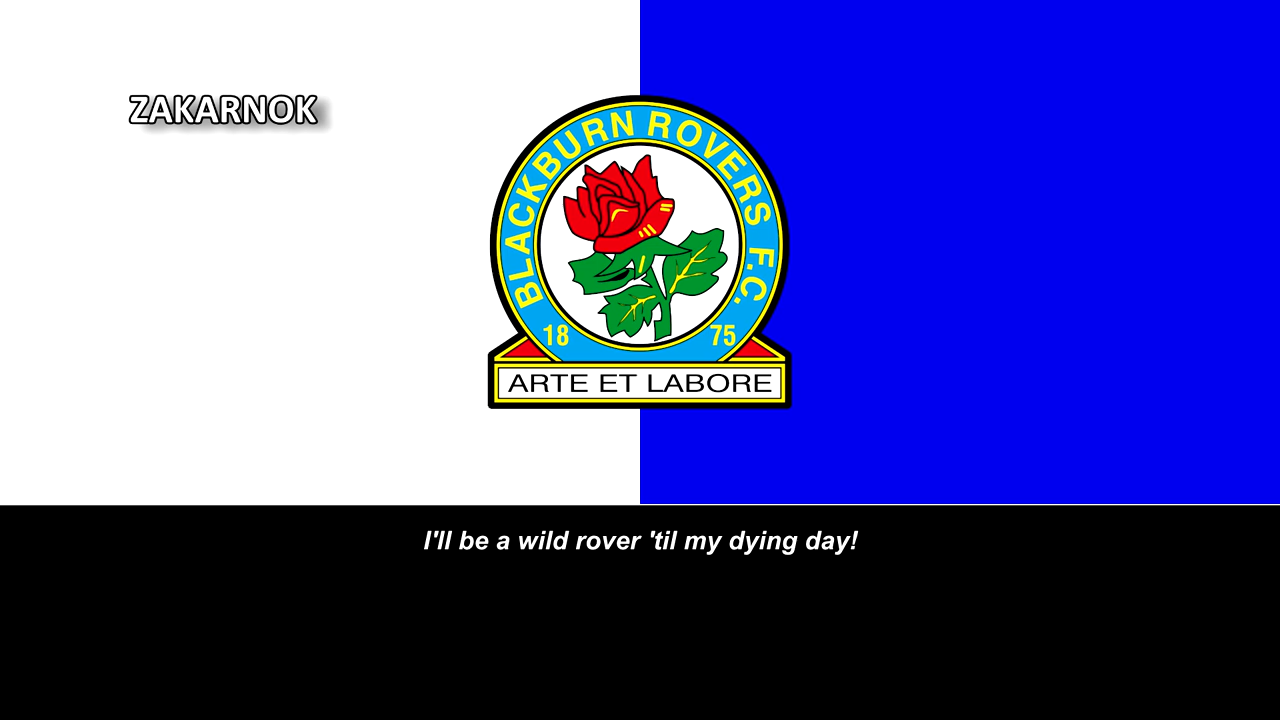 ZAKARNOK
BLACKBURN ROVERS F.C.
18 75
ARTE ET LABORE
I'll be a wild rover 'til my dying day!